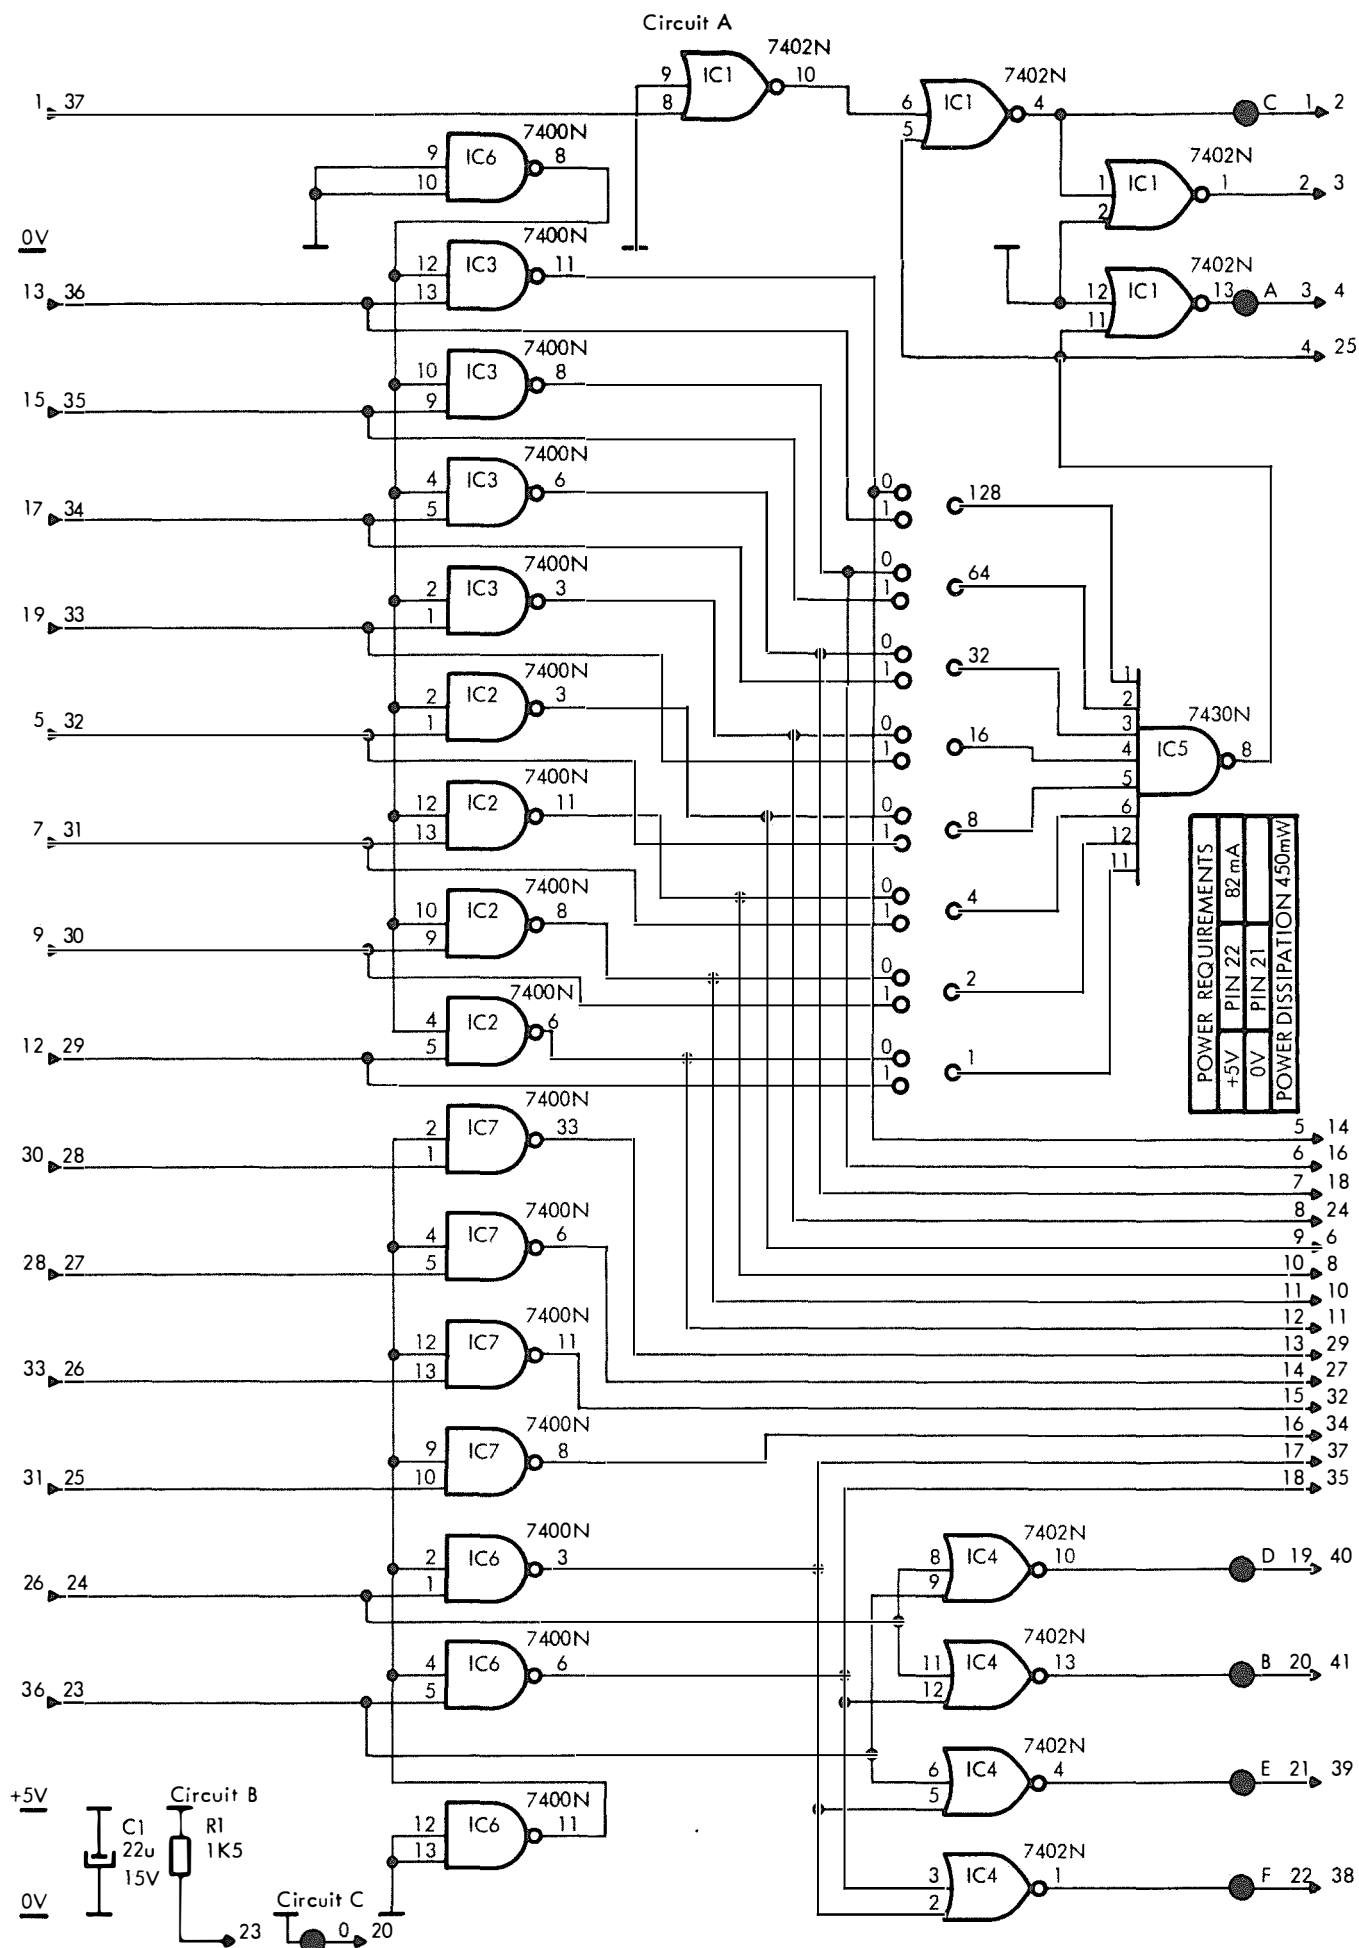 Circuit A
7402N
9 IC1 10
8
7402N
6 IC1 4
5
C 1 2
1 37
7400N
9 IC6 8
10
7402N
1 IC1 1
2
2 3
0V
7400N
12 IC3 11
13
13 36
7402N
12 IC1 13
11
A 3 4
4 25
7400N
10 IC3 8
9
15 35
7400N
4 IC3 6
5
17 34
0 128
1
7400N
2 IC3 3
1
19 33
0 64
1
7400N
2 IC2 3
1
5 32
0 32
1
0 16
1
7430N
1
2
3
4 IC5 8
5
6
12
11
7400N
12 IC2 11
13
7 31
0 8
1
7400N
10 IC2 8
9
9 30
0 4
1
7400N
4 IC2 6
5
12 29
0 2
1
0 1
1
POWER REQUIREMENTS
+5V PIN 22 82mA
0V PIN 21
POWER DISSIPATION 450mW
7400N
2 IC7 33
1
30 28
5 14
6 16
7 18
8 24
9 6
10 8
11 10
12 11
13 29
14 27
15 32
16 34
17 37
18 35
7400N
4 IC7 6
5
28 27
7400N
12 IC7 11
13
33 26
7400N
9 IC7 8
10
31 25
7400N
2 IC6 3
1
26 24
7402N
8 IC4 10
9
D 19 40
7400N
4 IC6 6
5
36 23
7402N
11 IC4 13
12
B 20 41
7402N
6 IC4 4
5
E 21 39
7400N
12 IC6 11
13
7402N
3 IC4 1
2
F 22 38
+5V
Circuit B
C1 R1
22u 1K5
15V
0V
23
Circuit C
0 20